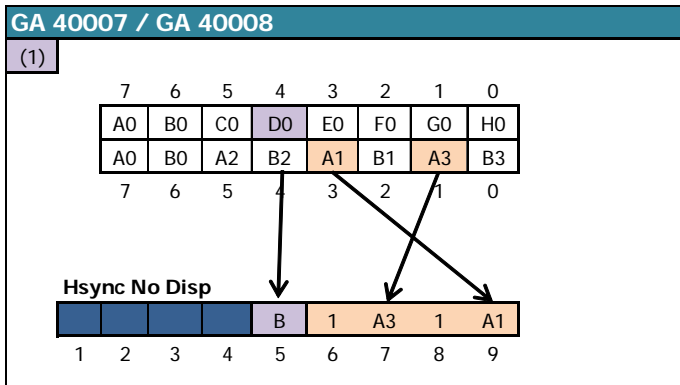 GA 40007 / GA 40008
(1)
7 6 5 4 3 2 1 0
A0 B0 C0 D0 E0 F0 G0 H0
A0 B0 A2 B2 A1 B1 A3 B3
7 6 5 4 3 2 1 0
Hsync No Disp
B 1 A3 1 A1
1 2 3 4 5 6 7 8 9